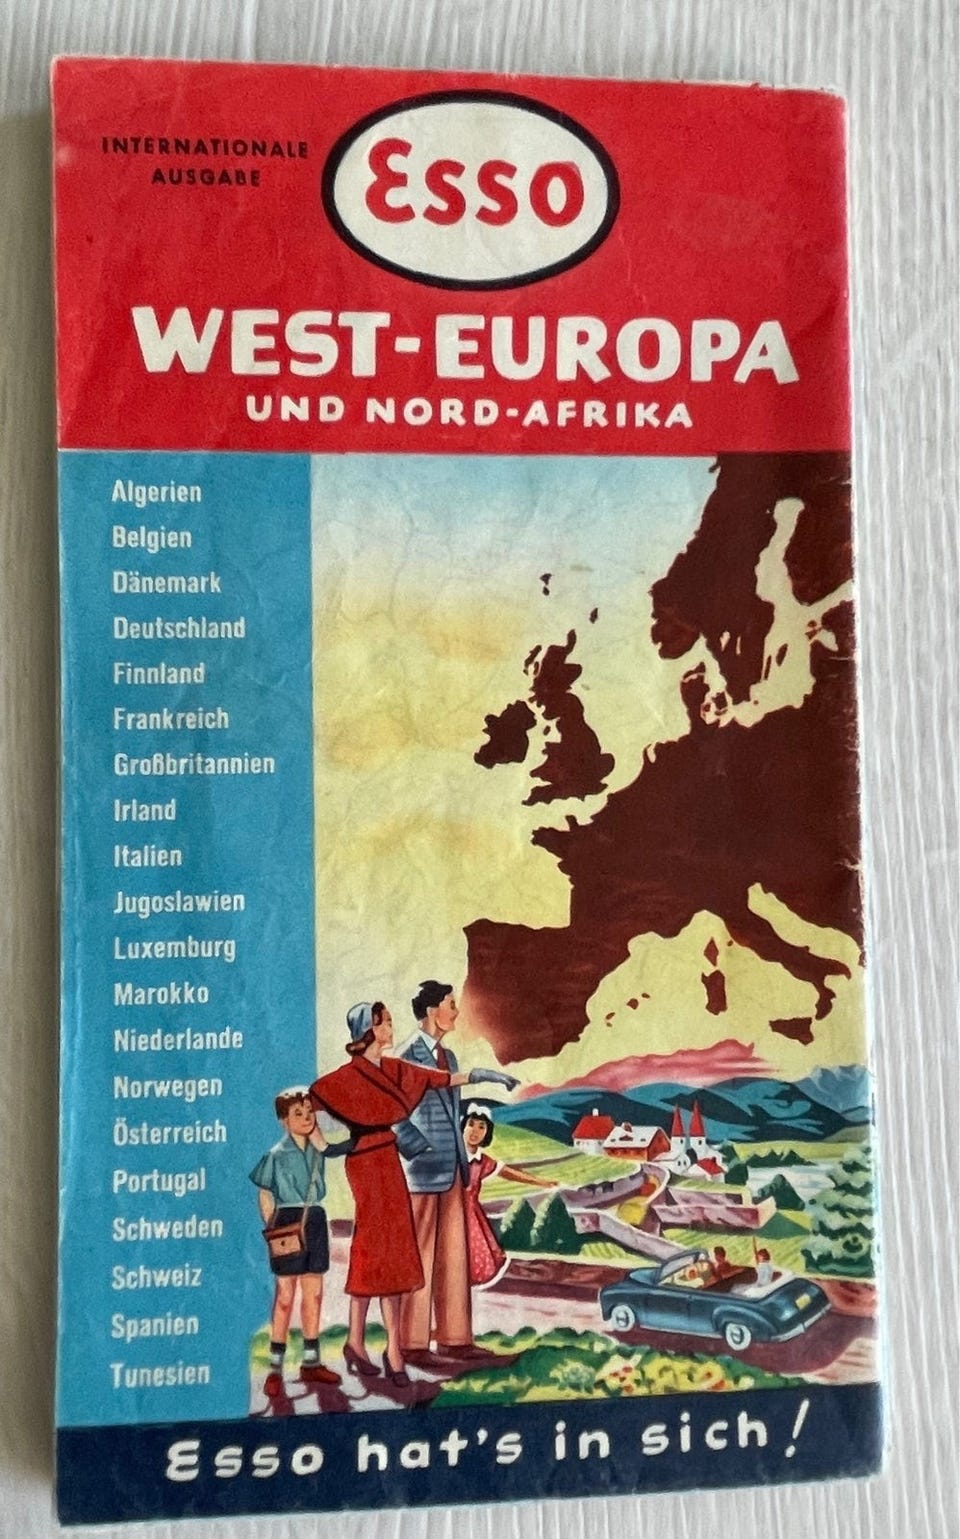 INTERNATIONALE
AUSGABE
Esso
WEST-EUROPA
UND NORD-AFRIKA
Algerien
Belgien
Dänemark
Deutschland
Finnland
Frankreich
Großbritannien
Irland
Italien
Jugoslawien
Luxemburg
Marokko
Niederlande
Norwegen
Österreich
Portugal
Schweden
Schweiz
Spanien
Tunesien
Esso hat's in sich!